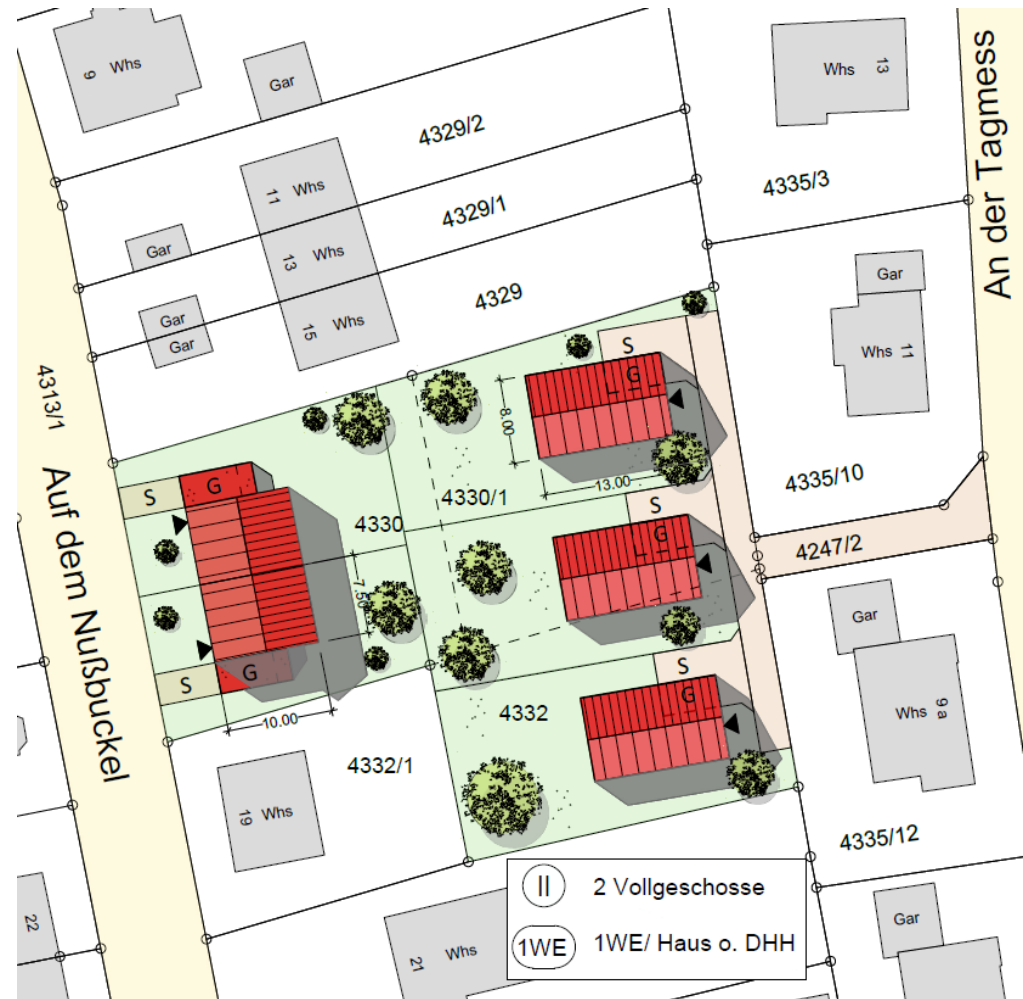 9 Whs
Gar
Whs 13
An der Tagmess
4329/2
4335/3
11 Whs
4329/1
Gar
13 Whs
Gar
4329
Gar
15 Whs
Gar
Whs 11
S
G
4313/1
8.00
Auf dem Nußbuckel
13.00
4335/10
S
G
4330
4330/1
S
G
4247/2
7.50
Gar
S
G
S
G
10.00
4332
Whs 9 a
4332/1
19 Whs
4335/12
II 2 Vollgeschosse
1WE 1WE/ Haus o. DHH
22
21 Whs
Gar